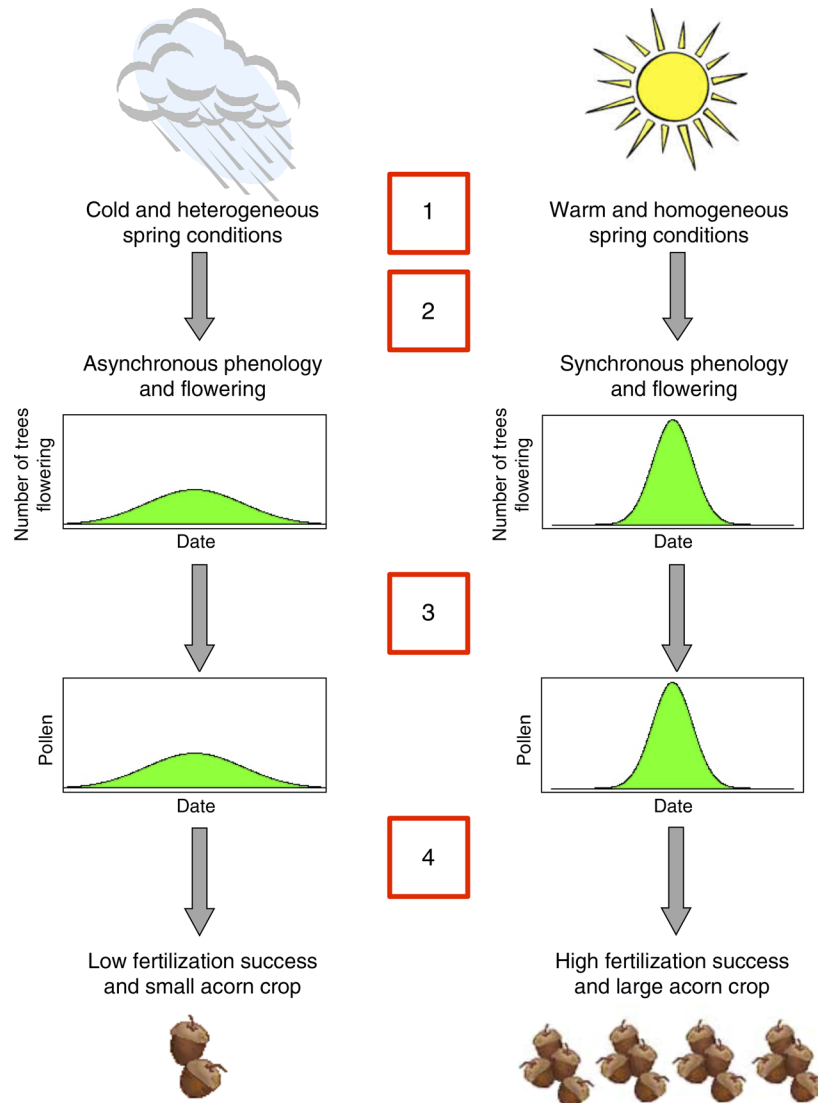 Cold and heterogeneous
spring conditions
1
Warm and homogeneous
spring conditions
2
Asynchronous phenology
and flowering
Synchronous phenology
and flowering
Number of trees
flowering
Date
Number of trees
flowering
Date
3
Pollen
Date
Pollen
Date
4
Low fertilization success
and small acorn crop
High fertilization success
and large acorn crop